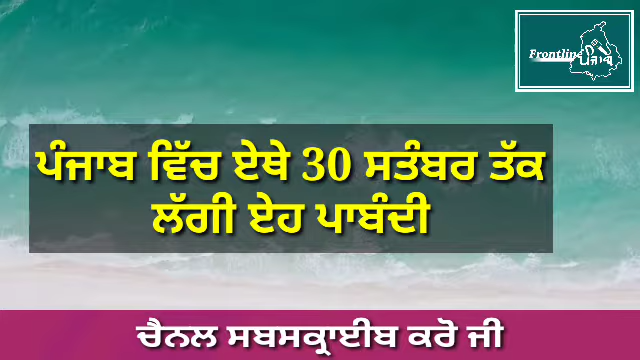 Frontline
ਪੰਜਾਬ
ਪੰਜਾਬ ਵਿੱਚ ਏਥੇ 30 ਸਤੰਬਰ ਤੱਕ
ਲੱਗੀ ਏਹ ਪਾਬੰਦੀ
ਚੈਨਲ ਸਬਸਕ੍ਰਾਈਬ ਕਰੋ ਜੀ